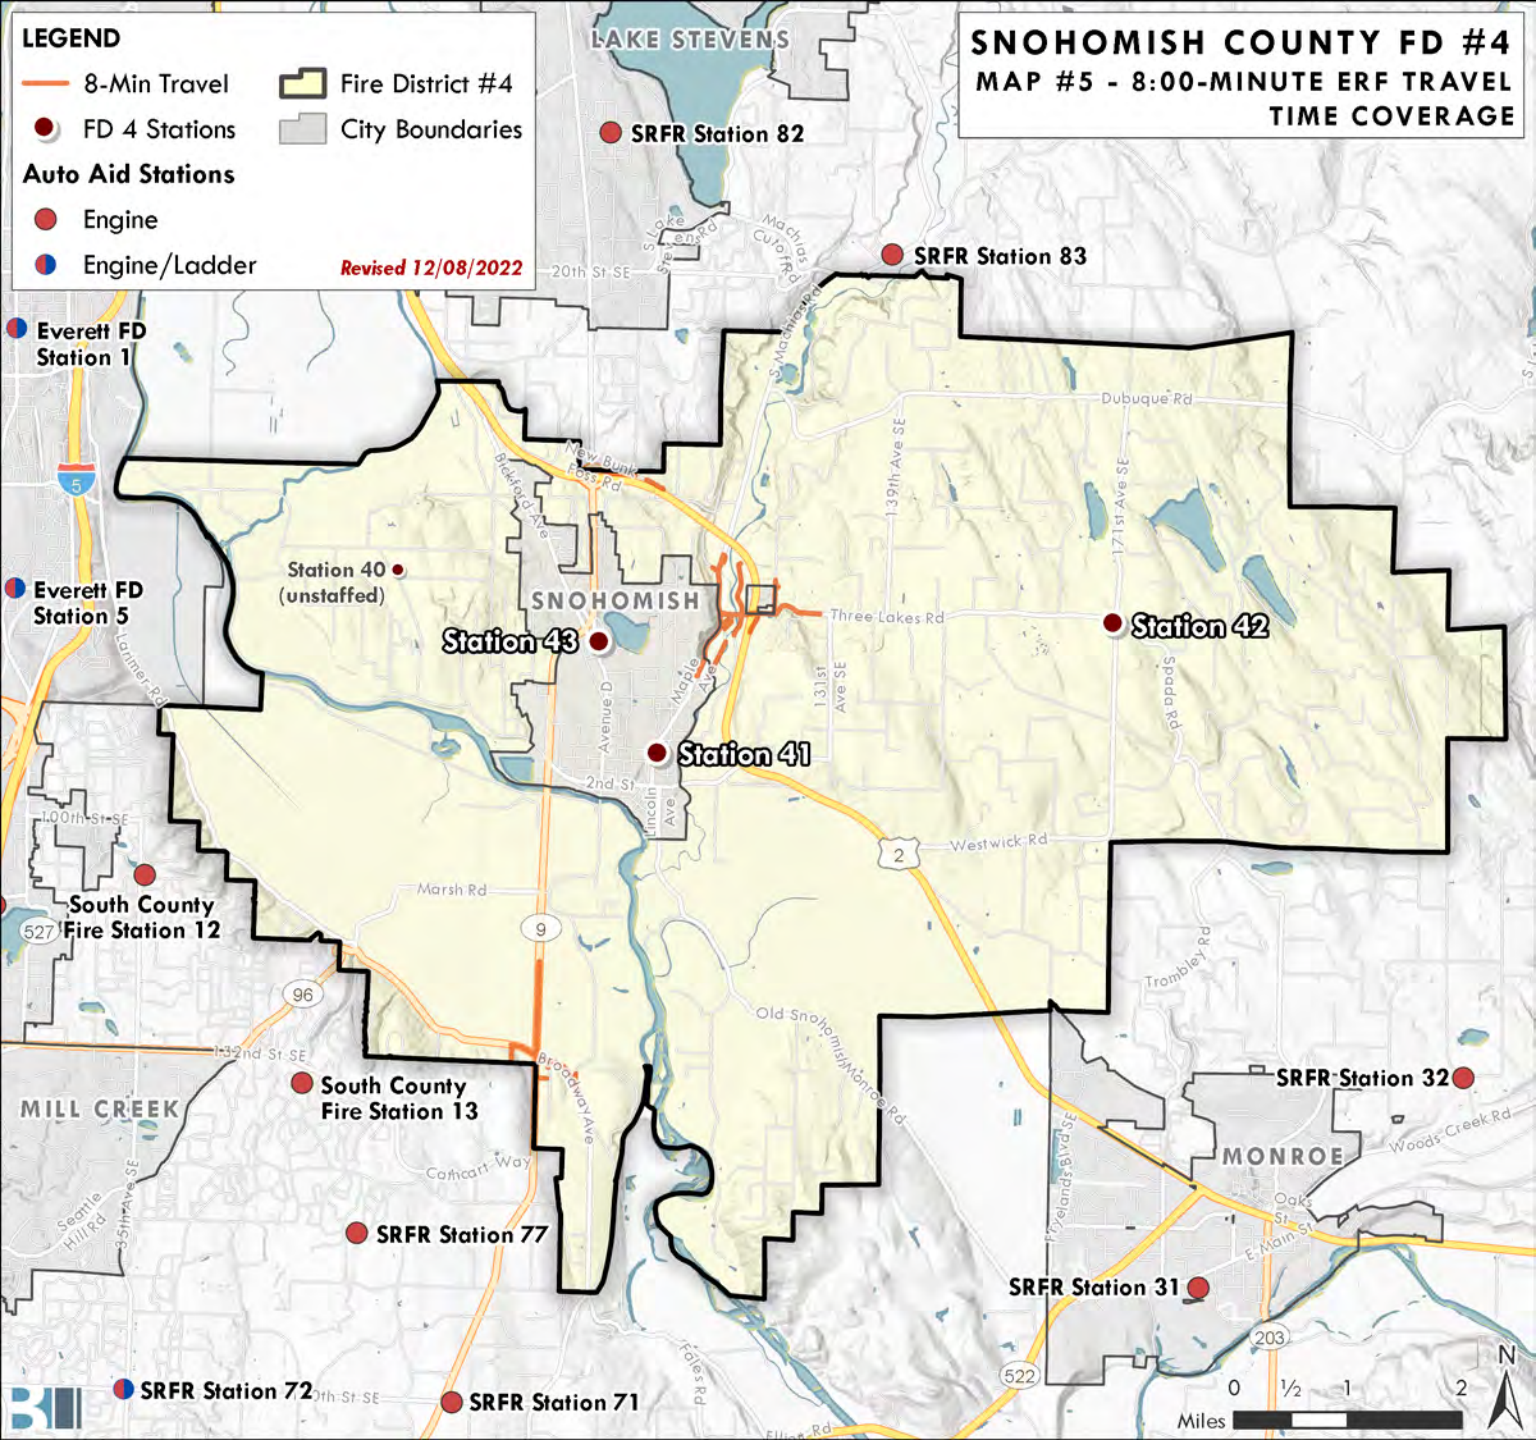 LEGEND
8-Min Travel
Fire District #4
FD 4 Stations
City Boundaries
Auto Aid Stations
Engine
Engine/Ladder
Revised 12/08/2022
SNOHOMISH COUNTY FD #4
MAP #5 - 8:00-MINUTE ERF TRAVEL
TIME COVERAGE
LAKE STEVENS
SRFR Station 82
S Lake
Stevens Rd
Machias
Cutoff Rd
20th St SE
SRFR Station 83
S Machias Rd
Everett FD
Station 1
5
Dubuque Rd
New Bunk
Foss Rd
Bickford Ave
139th Ave SE
171st Ave SE
Station 40
(unstaffed)
Everett FD
Station 5
SNOHOMISH
Three Lakes Rd
Station 42
Station 43
Larimer Rd
Maple
Ave
131st
Ave SE
Spada Rd
Avenue D
Station 41
2nd St
Lincoln
Ave
100th St SE
2
Westwick Rd
Marsh Rd
South County
Fire Station 12
527
9
Trombley Rd
96
Old Snohomish Monroe Rd
132nd St SE
Broadway Ave
South County
Fire Station 13
SRFR Station 32
MILL CREEK
Woods Creek Rd
MONROE
Fryelands Blvd SE
Cathcart Way
35th Ave SE
Seattle
Hill Rd
Oaks
St
E Main St
SRFR Station 77
SRFR Station 31
203
Fales Rd
522
N
SRFR Station 72
0th St SE
SRFR Station 71
0 ½ 1 2
Miles